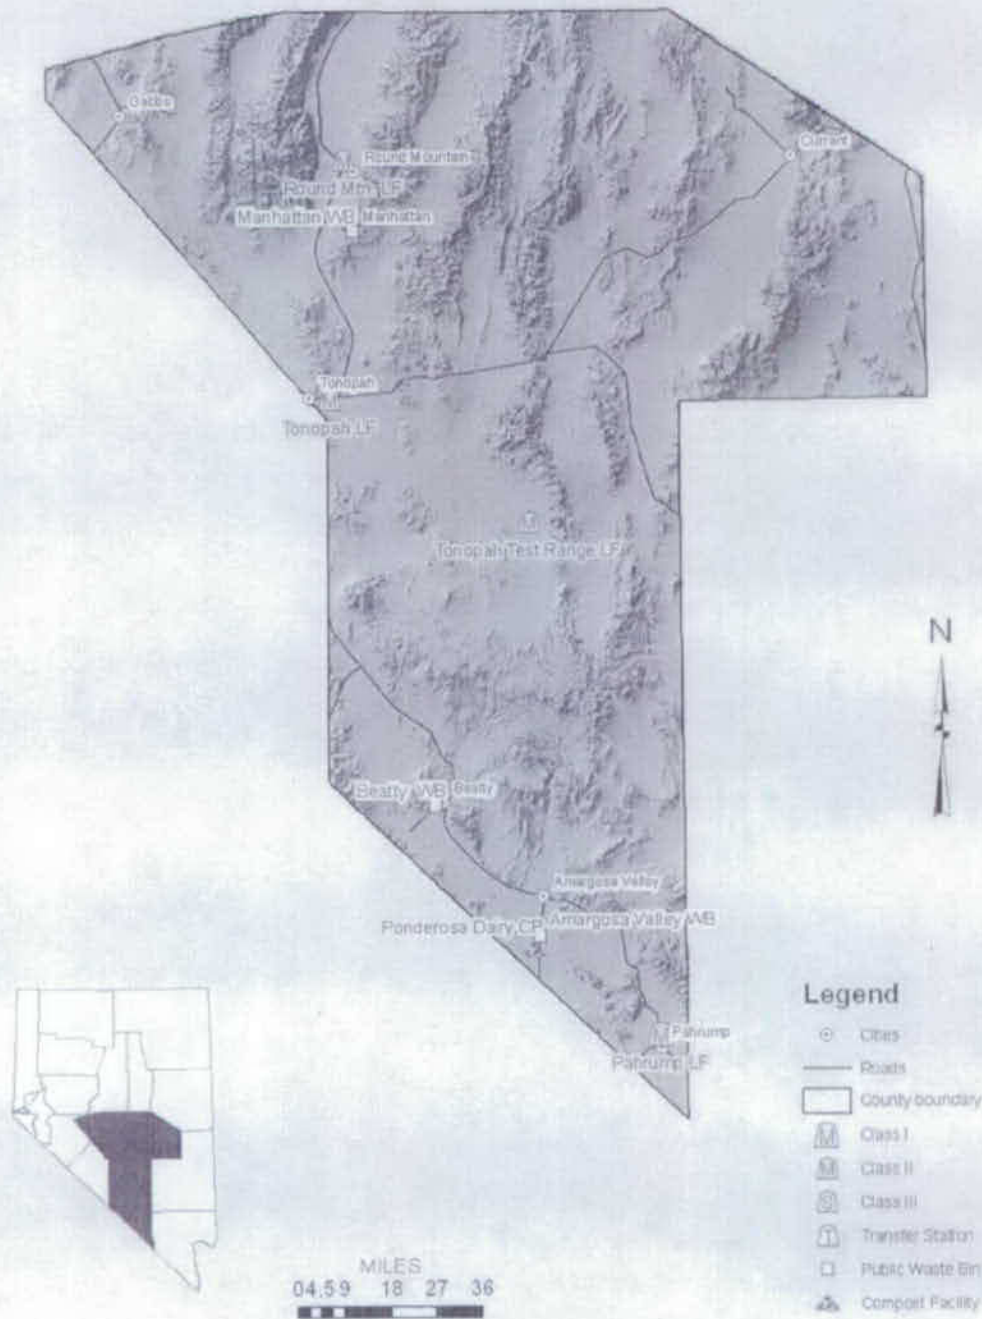 Gabbs
Round Mountain
Round Mtn. LF
Manhattan WB
Manhattan
Currant
Tonopah
Tonopah LF
Tonopah Test Range LF
N
Beatty WB
Beatty
Amargosa Valley
Ponderosa Dairy CP
Amargosa Valley WB
Pahrump
Pahrump LF
Legend
Cities
Roads
County boundary
M Class I
M Class II
S Class III
T Transfer Station
Public Waste Bin
Compost Facility
MILES
0 4.5 9 18 27 36